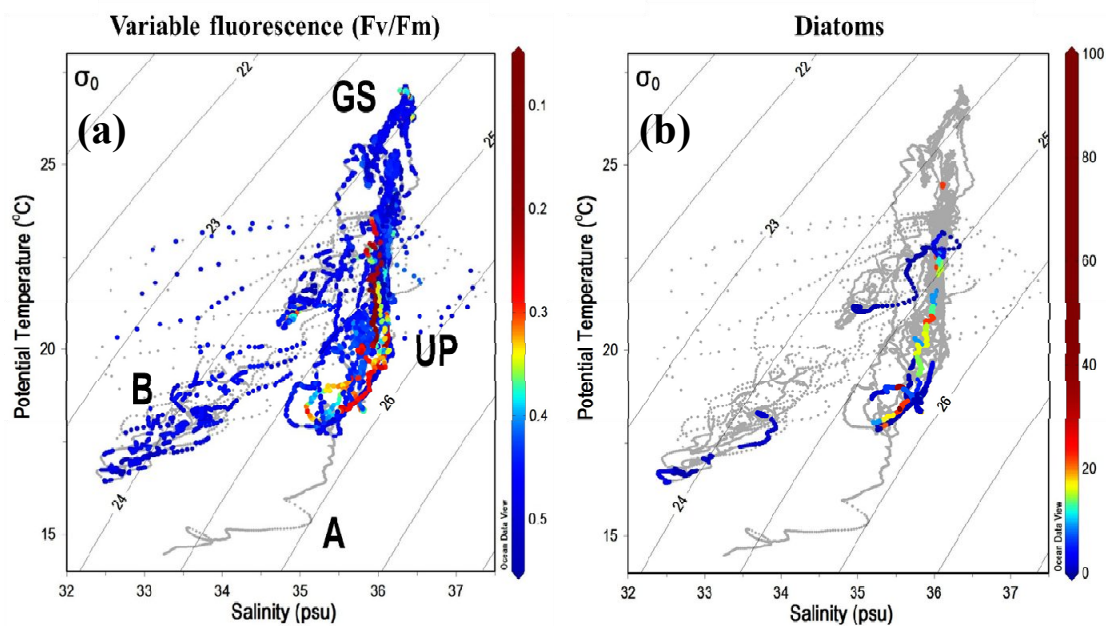 Variable fluorescence (Fv/Fm)
Diatoms
σ₀
(a)
GS
UP
B
A
22
23
24
25
26
25
20
15
Potential Temperature (°C)
32
33
34
35
36
37
Salinity (psu)
0.1
0.2
0.3
0.4
0.5
Ocean Data View
σ₀
(b)
22
23
24
25
26
25
20
15
Potential Temperature (°C)
32
33
34
35
36
37
Salinity (psu)
100
80
60
40
20
0
Ocean Data View